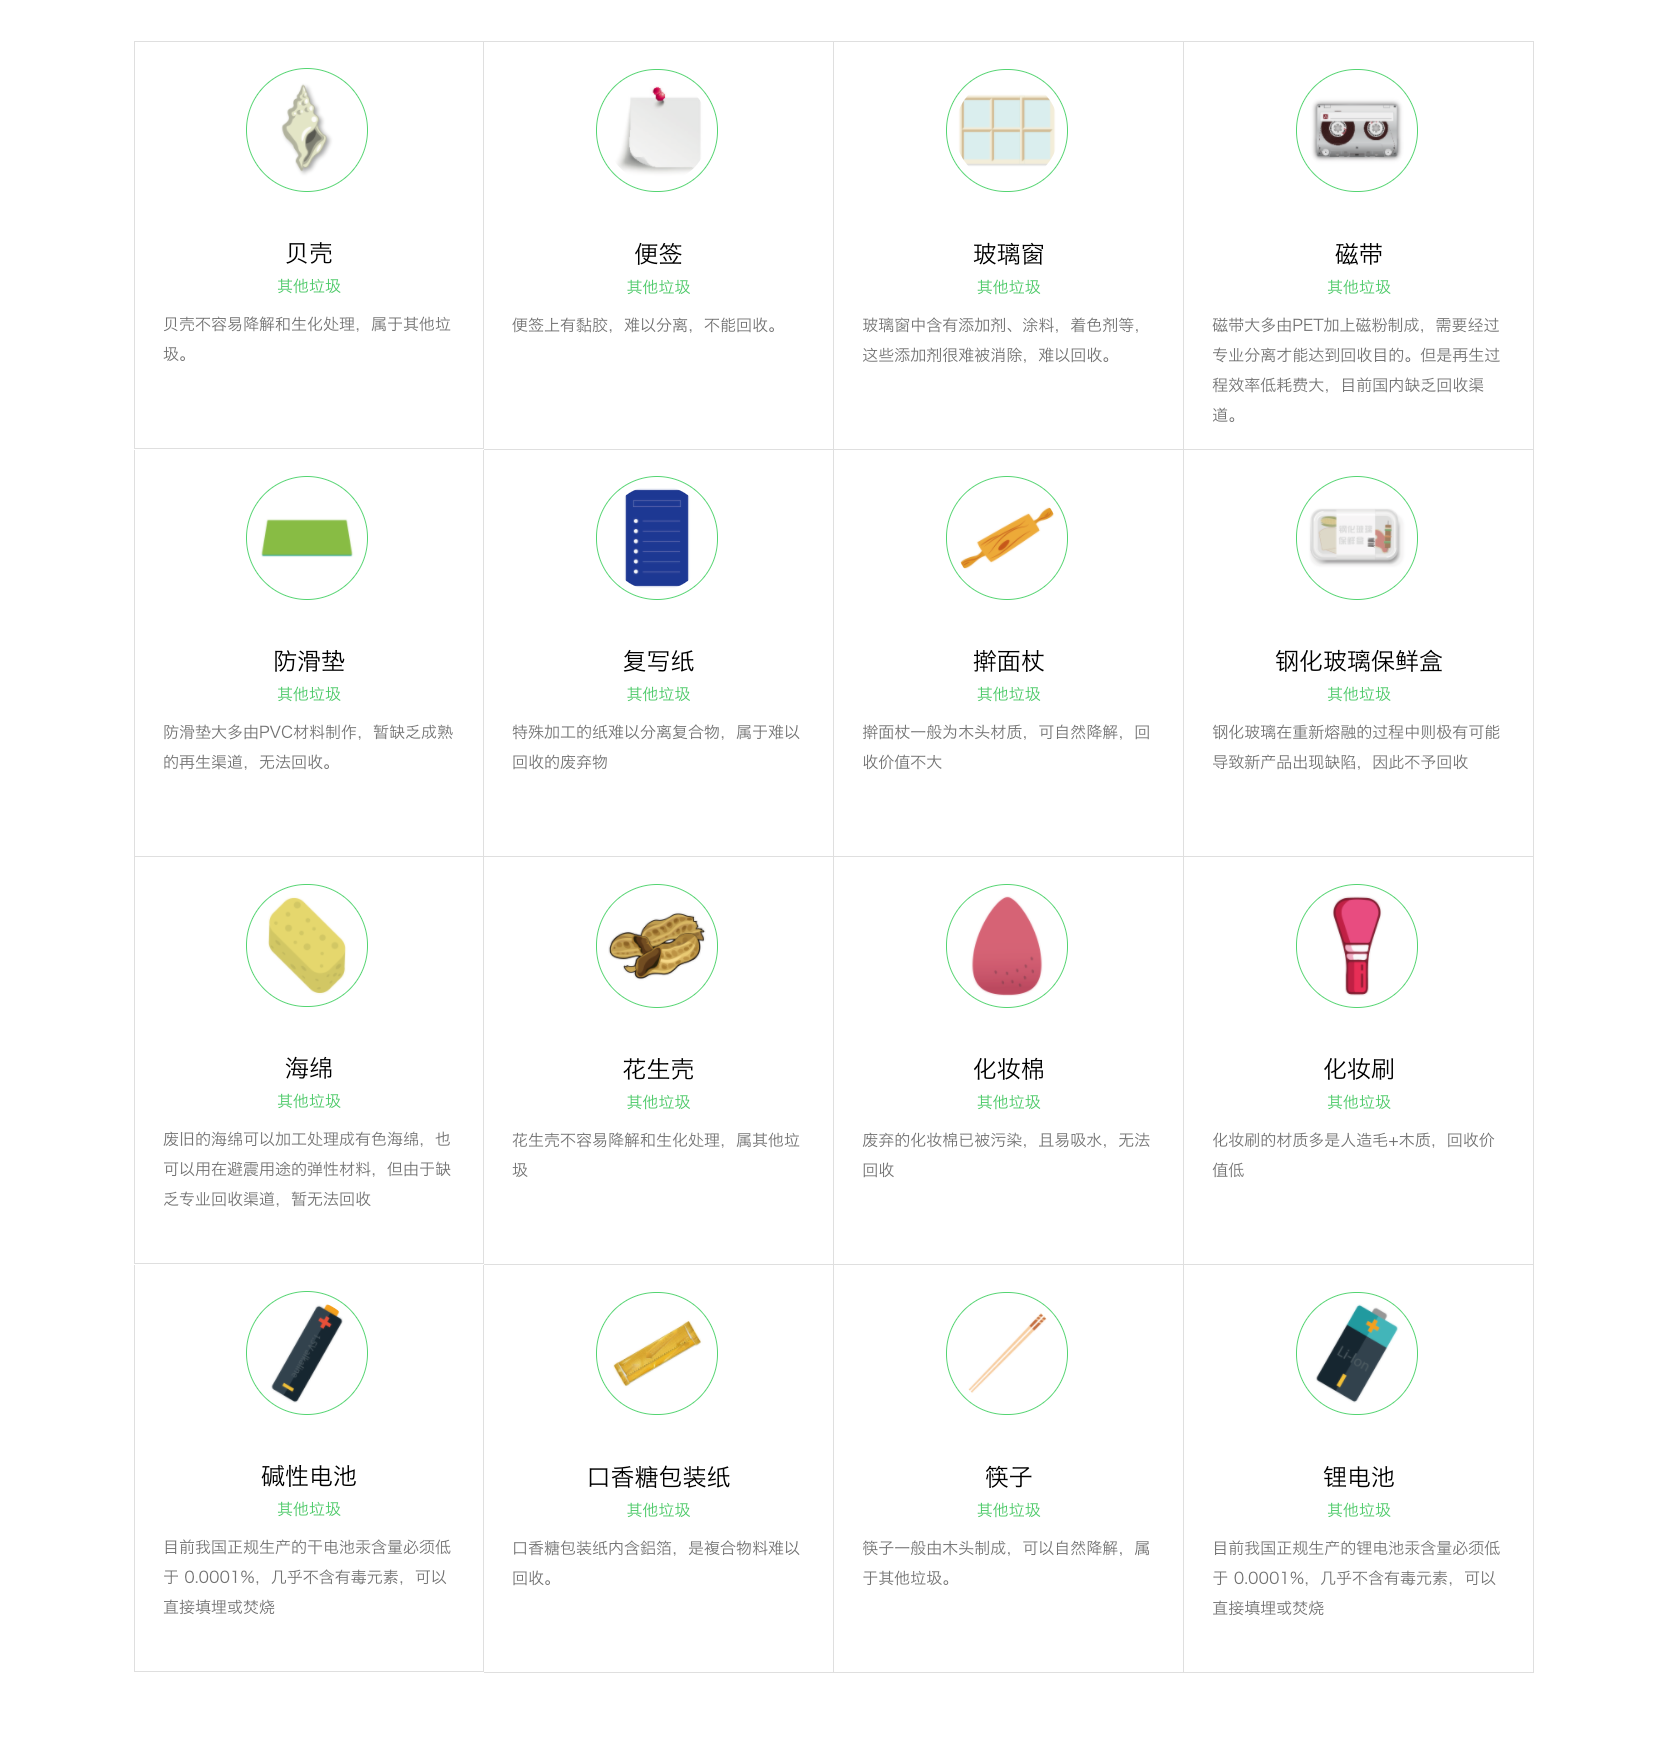 贝壳
其他垃圾
贝壳不容易降解和生化处理，属于其他垃
圾。
便签
其他垃圾
便签上有黏胶，难以分离，不能回收。
玻璃窗
其他垃圾
玻璃窗中含有添加剂、涂料，着色剂等，
这些添加剂很难被消除，难以回收。
磁带
其他垃圾
磁带大多由PET加上磁粉制成，需要经过
专业分离才能达到回收目的。但是再生过
程效率低耗费大，目前国内缺乏回收渠
道。
防滑垫
其他垃圾
防滑垫大多由PVC材料制作，暂缺乏成熟
的再生渠道，无法回收。
复写纸
其他垃圾
特殊加工的纸难以分离复合物，属于难以
回收的废弃物
擀面杖
其他垃圾
擀面杖一般为木头材质，可自然降解，回
收价值不大
钢化玻璃保鲜盒
其他垃圾
钢化玻璃在重新熔融的过程中则极有可能
导致新产品出现缺陷，因此不予回收
海绵
其他垃圾
废旧的海绵可以加工处理成有色海绵，也
可以用在避震用途的弹性材料，但由于缺
乏专业回收渠道，暂无法回收
花生壳
其他垃圾
花生壳不容易降解和生化处理，属其他垃
圾
化妆棉
其他垃圾
废弃的化妆棉已被污染，且易吸水，无法
回收
化妆刷
其他垃圾
化妆刷的材质多是人造毛+木质，回收价
值低
碱性电池
其他垃圾
目前我国正规生产的干电池汞含量必须低
于 0.0001%，几乎不含有毒元素，可以
直接填埋或焚烧
口香糖包装纸
其他垃圾
口香糖包装纸内含鋁箔，是複合物料难以
回收。
筷子
其他垃圾
筷子一般由木头制成，可以自然降解，属
于其他垃圾。
Li-Ion
锂电池
其他垃圾
目前我国正规生产的锂电池汞含量必须低
于 0.0001%，几乎不含有毒元素，可以
直接填埋或焚烧